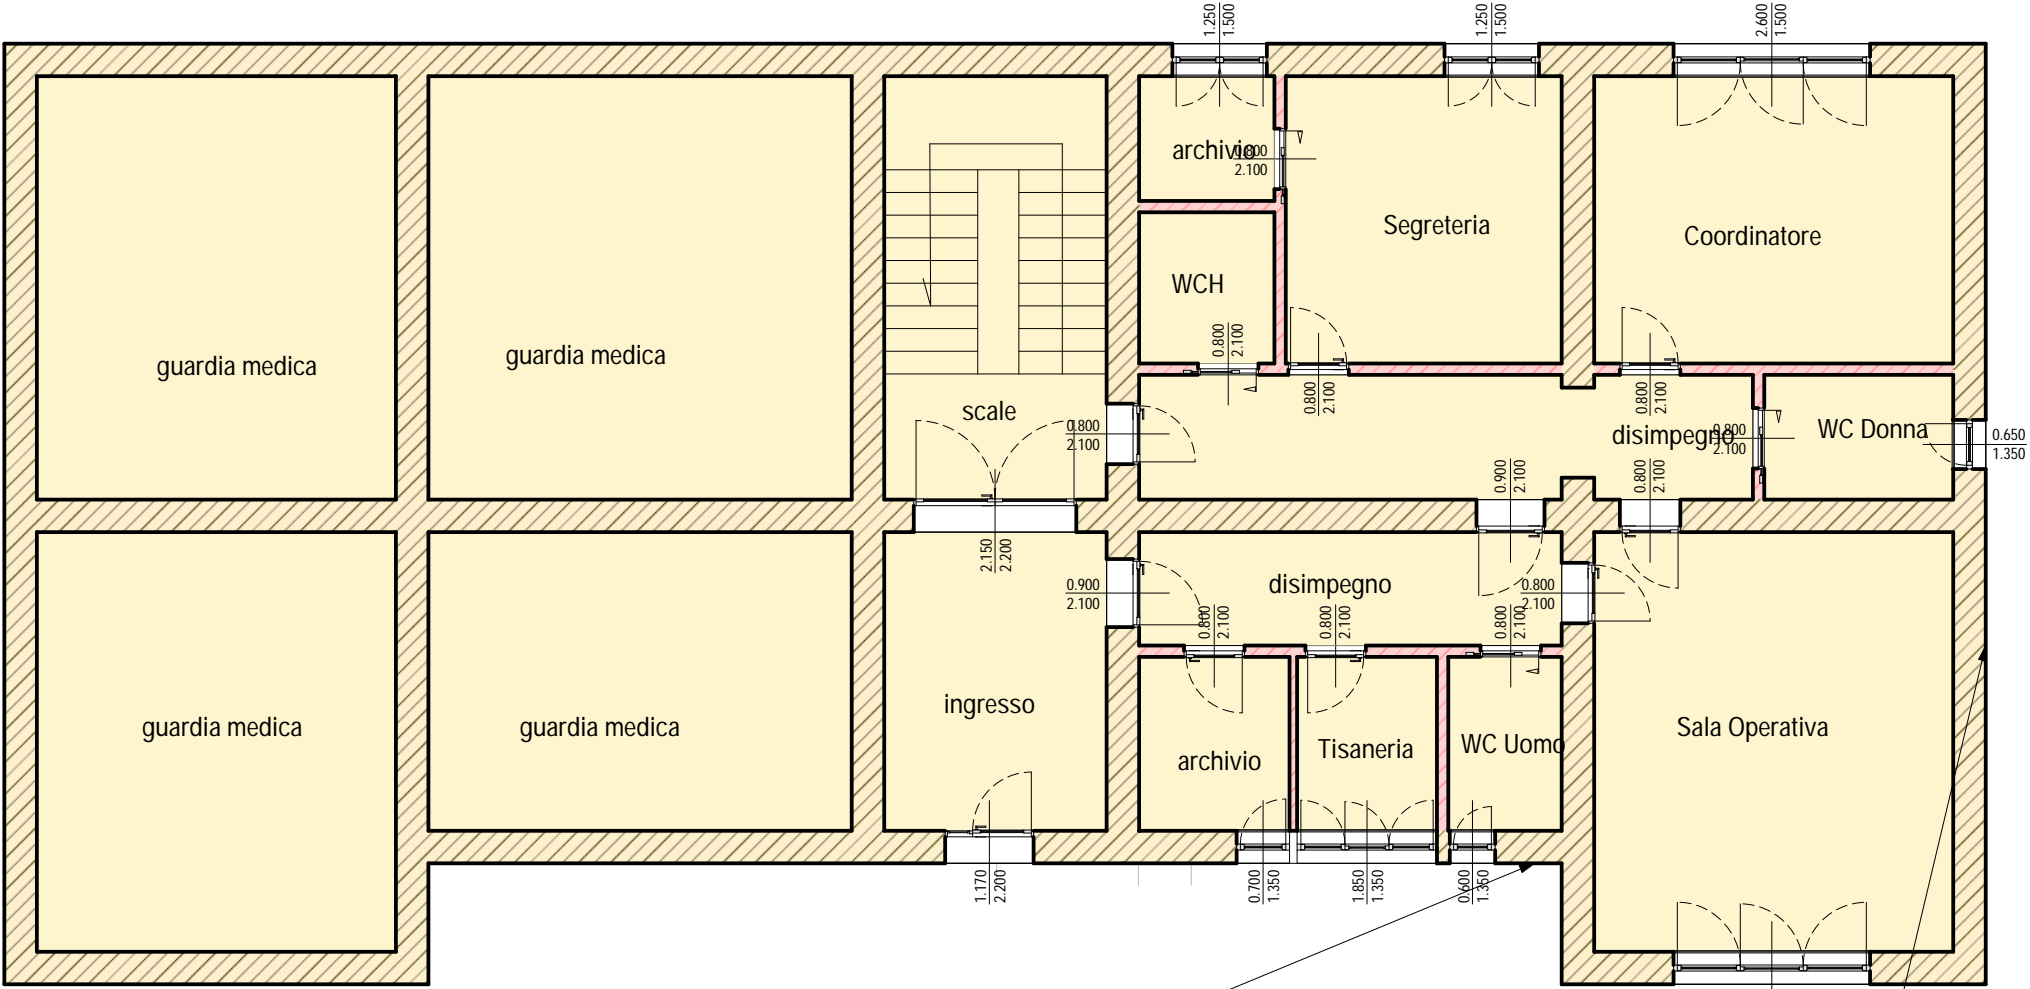 1.250
1.500
1.250
1.500
2.600
1.500
archivio
0.800
2.100
Segreteria
Coordinatore
WCH
0.800
2.100
guardia medica
guardia medica
0.800
2.100
0.800
2.100
scale
0.800
2.100
disimpegno
0.800
2.100
WC Donna
0.650
1.350
0.900
2.100
0.800
2.100
2.150
2.200
0.900
2.100
disimpegno
0.800
2.100
0.800
2.100
0.800
2.100
0.800
2.100
guardia medica
guardia medica
ingresso
archivio
Tisaneria
WC Uomo
Sala Operativa
1.170
2.200
0.700
1.350
1.850
1.350
0.600
1.350